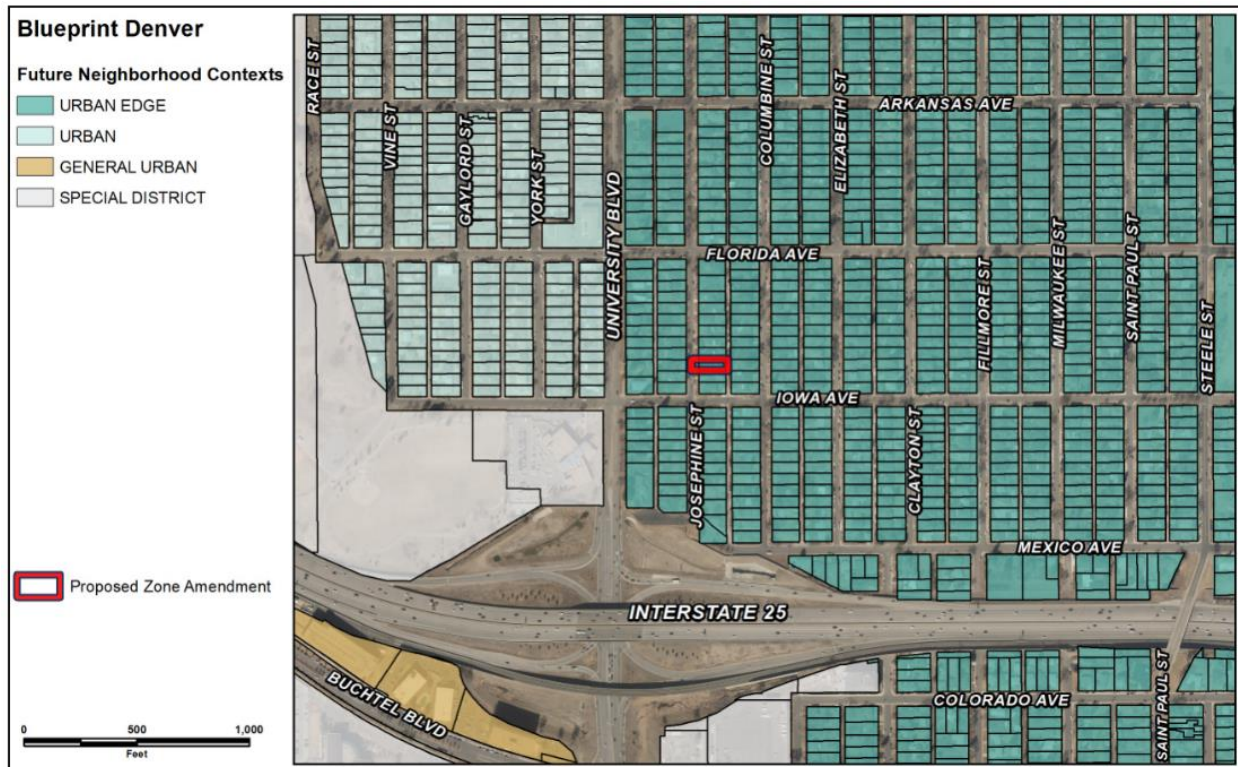 Blueprint Denver
Future Neighborhood Contexts
URBAN EDGE
URBAN
GENERAL URBAN
SPECIAL DISTRICT
Proposed Zone Amendment
0 500 1,000
Feet
RACE ST
VINE ST
GAYLORD ST
YORK ST
UNIVERSITY BLVD
COLUMBINE ST
ELIZABETH ST
ARKANSAS AVE
FLORIDA AVE
FILLMORE ST
MILWAUKEE ST
SAINT PAUL ST
STEELE ST
IOWA AVE
JOSEPHINE ST
CLAYTON ST
MEXICO AVE
INTERSTATE 25
BUCHTEL BLVD
COLORADO AVE
SAINT PAUL ST